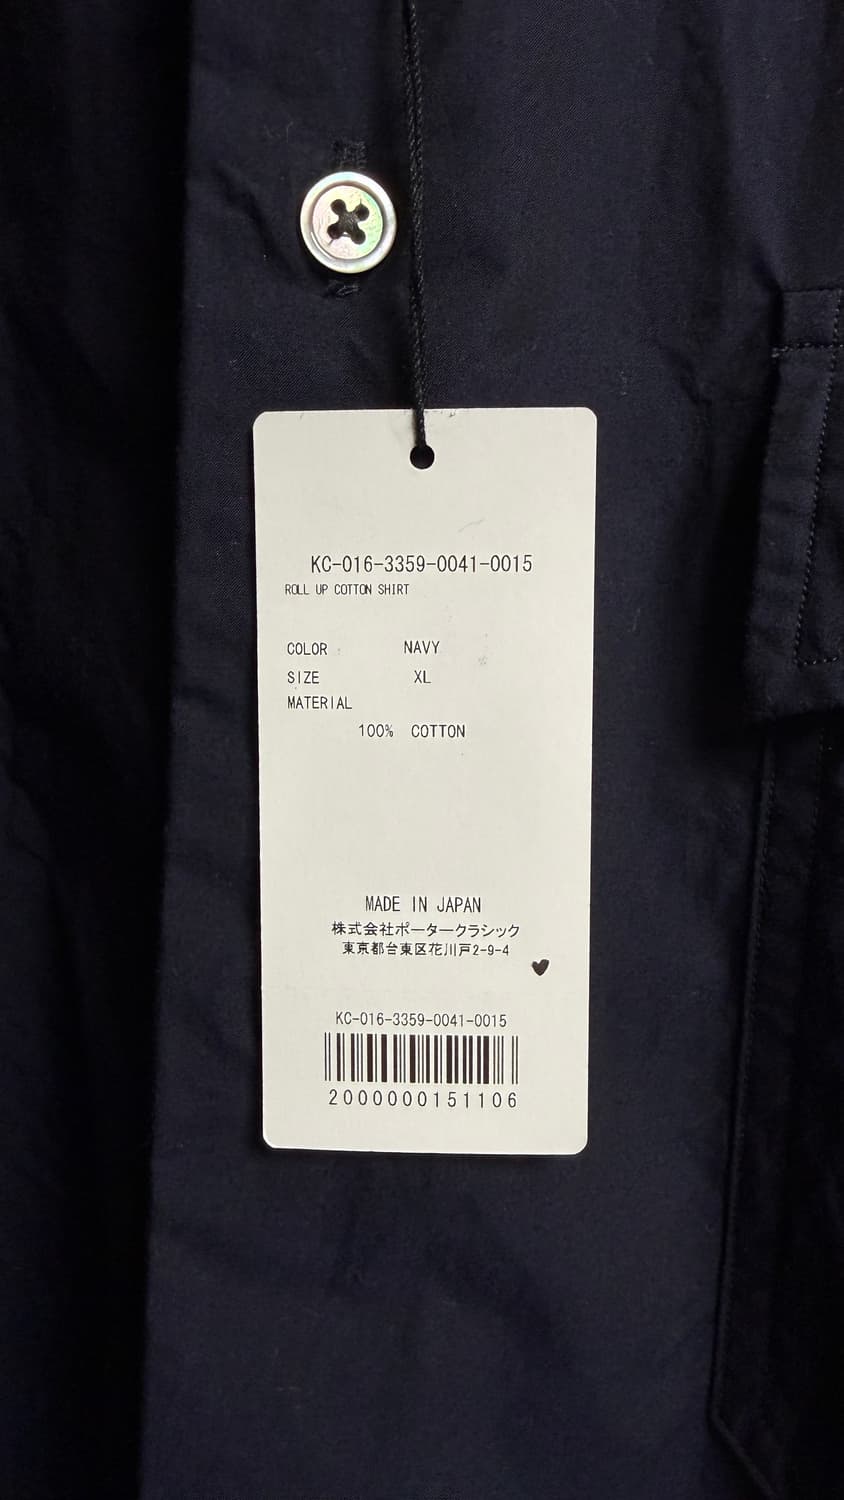 KC-016-3359-0041-0015
ROLL UP COTTON SHIRT
COLOR NAVY
SIZE XL
MATERIAL
100% COTTON
MADE IN JAPAN
株式会社ポータークラシック
東京都台東区花川戸2-9-4
KC-016-3359-0041-0015
2000000151106